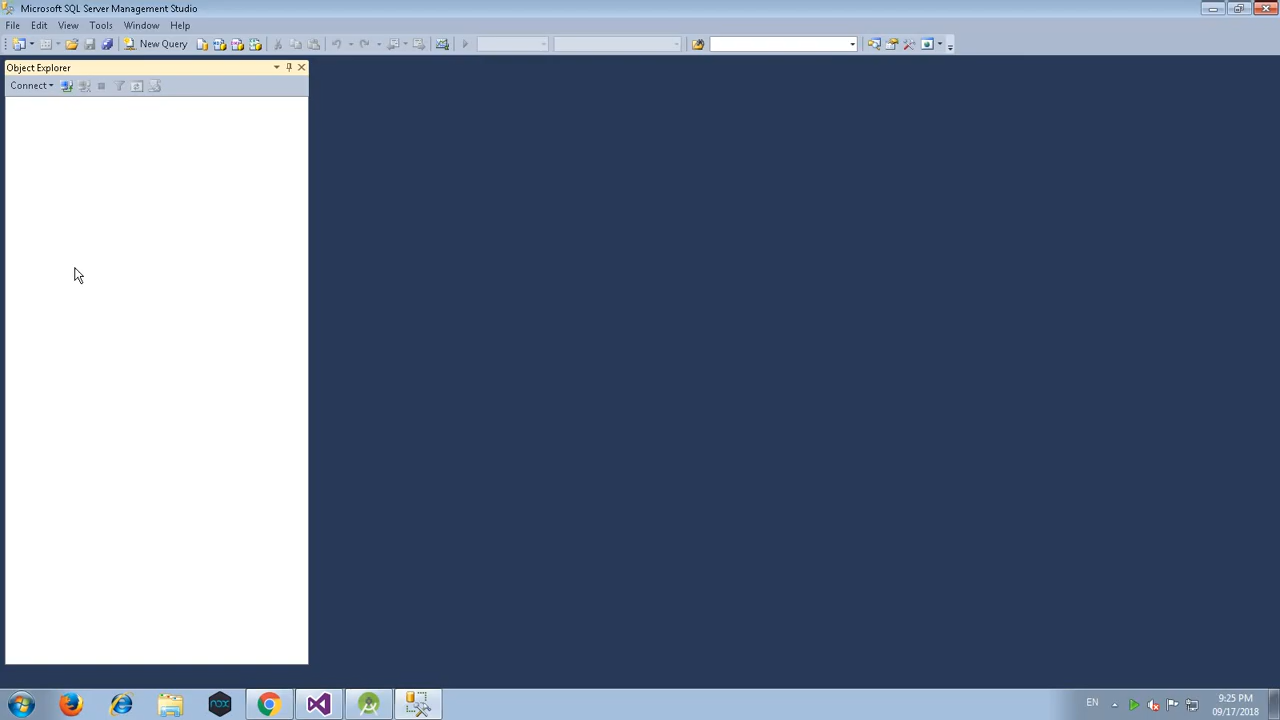 Microsoft SQL Server Management Studio
File Edit View Tools Window Help
New Query
Object Explorer
Connect
nox
EN
9:25 PM
09/17/2018